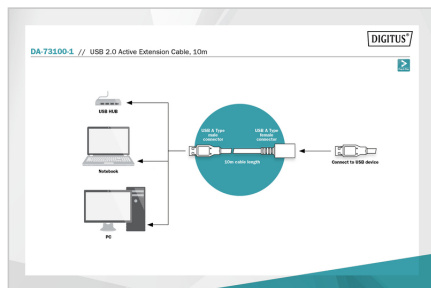 DIGITUS®
DA-73100-1 // USB 2.0 Active Extension Cable, 10m
USB HUB
USB A Type
male
connector
USB A Type
female
connector
10m cable length
Notebook
Connect to USB device
PC